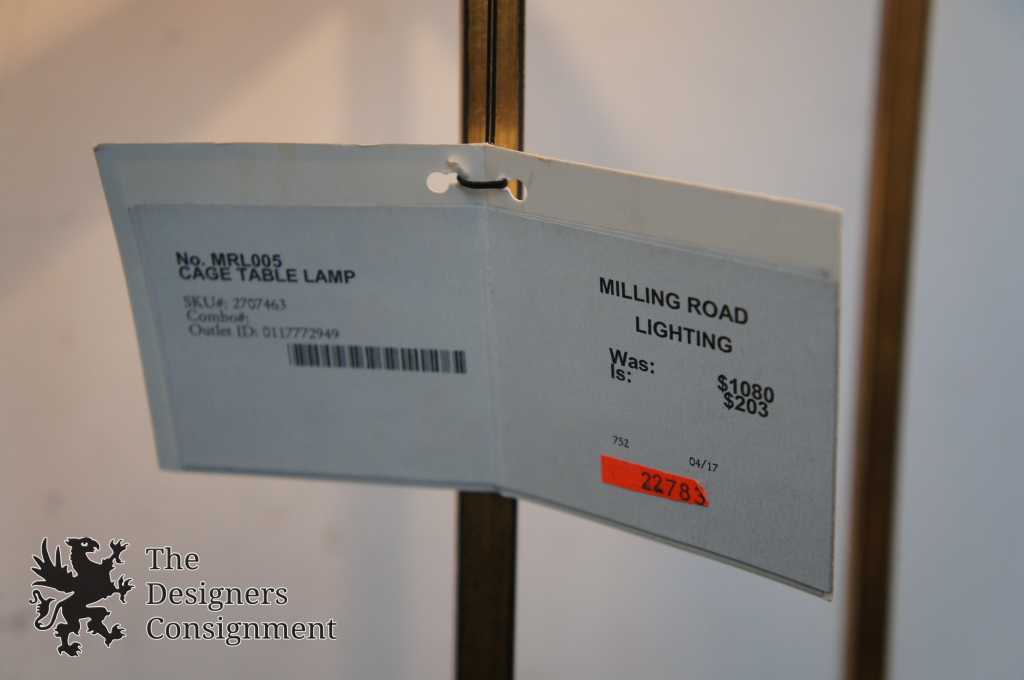 No. MRL005
CAGE TABLE LAMP
SKU#: 2707463
Combo#:
Outlet ID: 0117772949
MILLING ROAD
LIGHTING
Was: $1080
Is: $203
752 04/17
22783
The
Designers
Consignment